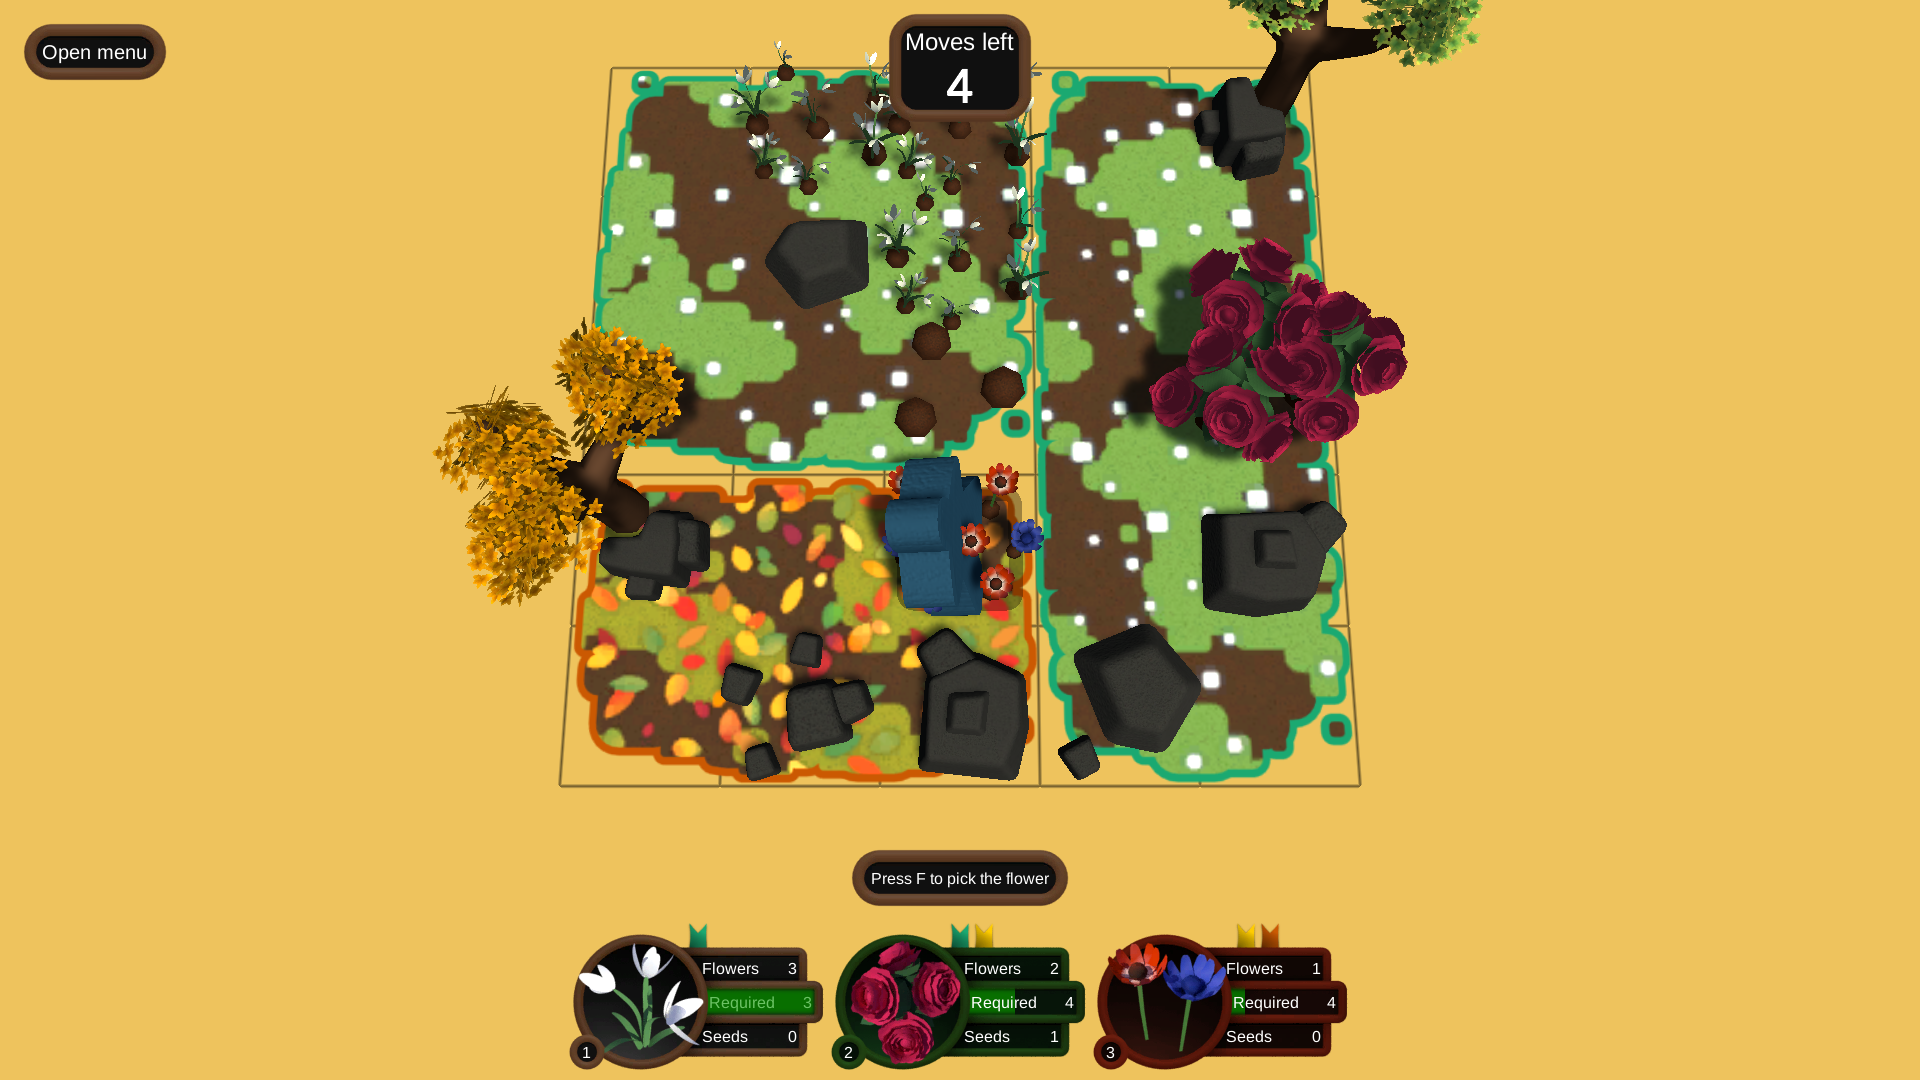 Open menu
Moves left
4
Press F to pick the flower
Flowers 3
Required 3
Seeds 0
1
Flowers 2
Required 4
Seeds 1
2
Flowers 1
Required 4
Seeds 0
3